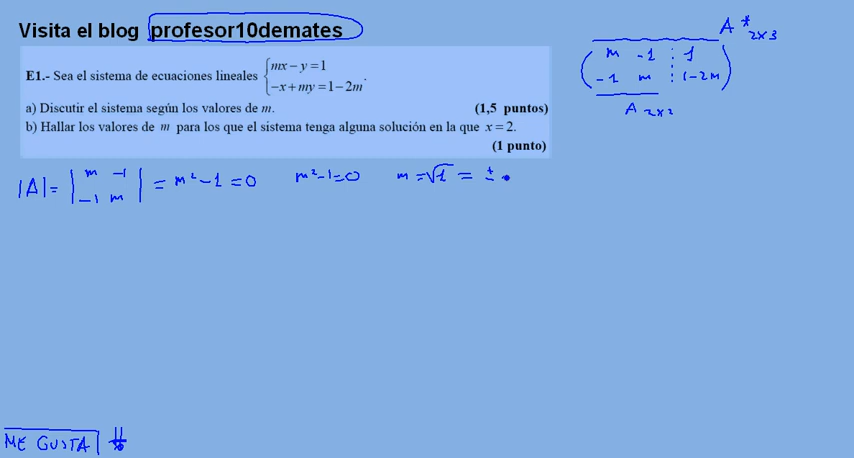 Visita el blog profesor10demates
E1.- Sea el sistema de ecuaciones lineales { mx − y = 1
−x + my = 1 − 2m .
a) Discutir el sistema según los valores de m. (1,5 puntos)
b) Hallar los valores de m para los que el sistema tenga alguna solución en la que x = 2.
(1 punto)
A* 2x3
( m -1 ⋮ 1
-1 m ⋮ 1-2m )
A 2x2
|A| = | m -1
-1 m | = m² - 1 = 0 m² - 1 = 0 m = √1 = ±
ME GUSTA